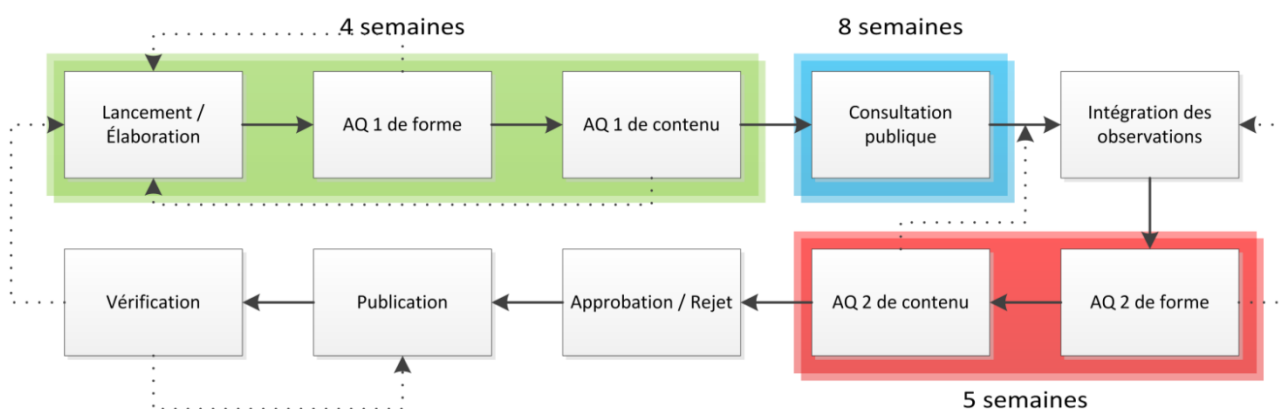 4 semaines
8 semaines
Lancement /
Élaboration
AQ 1 de forme
AQ 1 de contenu
Consultation
publique
Intégration des
observations
Vérification
Publication
Approbation / Rejet
AQ 2 de contenu
AQ 2 de forme
5 semaines